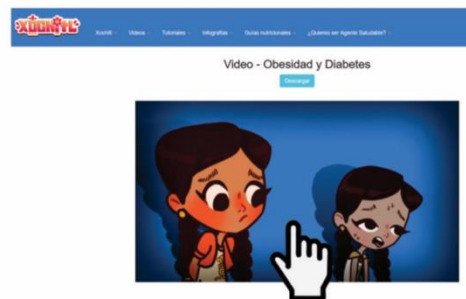 XOCHITL
Xochitl Videos Tutoriales Infografías Guías nutricionales ¿Quieres ser Agente Saludable?
Video - Obesidad y Diabetes
Descargar